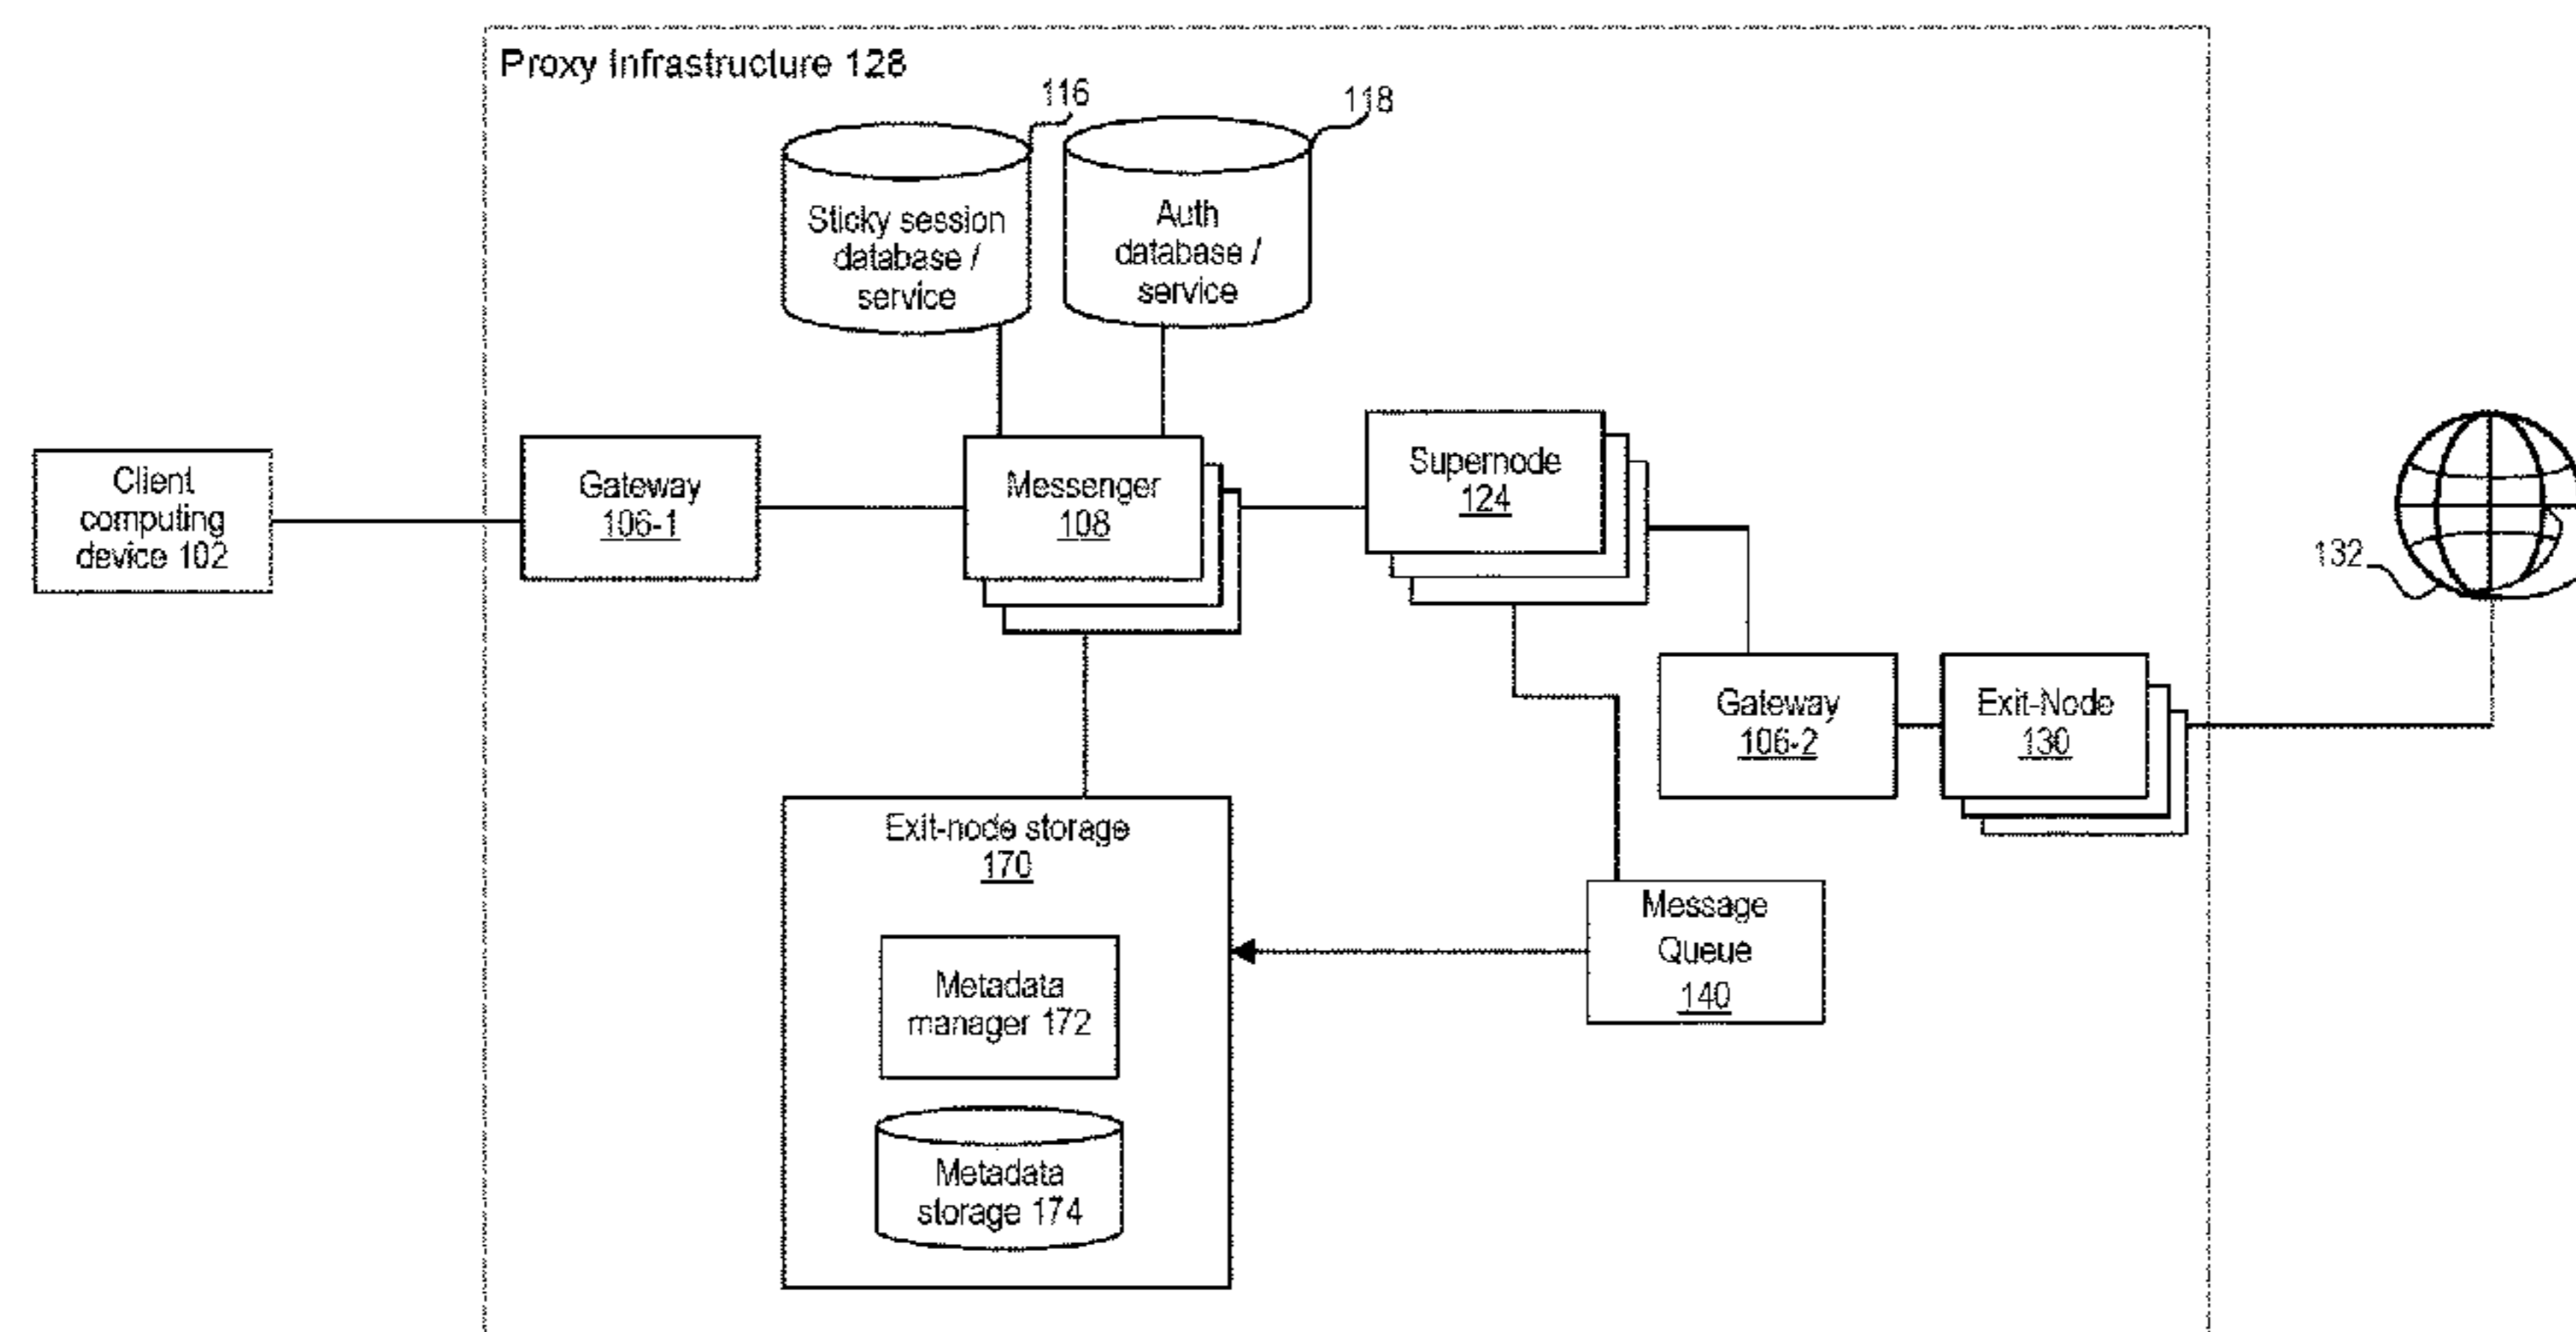 Proxy Infrastructure 128
116
118
Sticky session
database /
service
Auth
database /
service
Client
computing
device 102
Gateway
106-1
Messenger
108
Supernode
124
132
Gateway
106-2
Exit-Node
130
Exit-node storage
170
Message
Queue
140
Metadata
manager 172
Metadata
storage 174